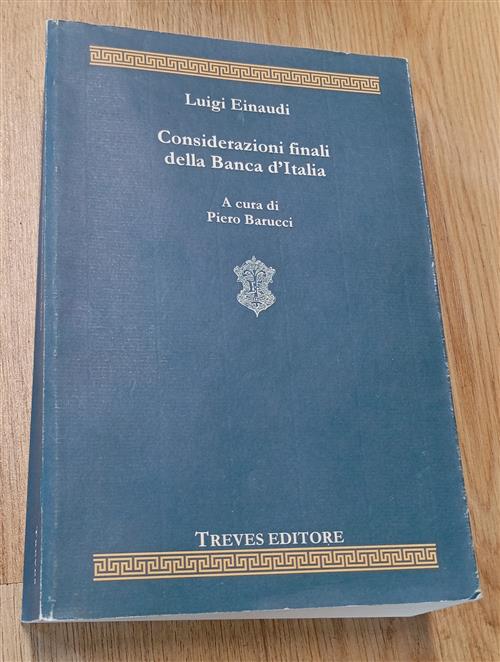 Luigi Einaudi
Considerazioni finali
della Banca d'Italia
A cura di
Piero Barucci
TREVES EDITORE